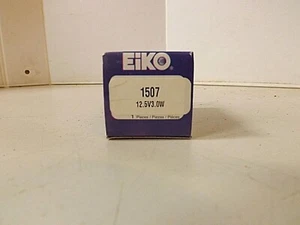 EiKO
1507
12.5V3.0W
1 Pieces / Piezas / Pieces